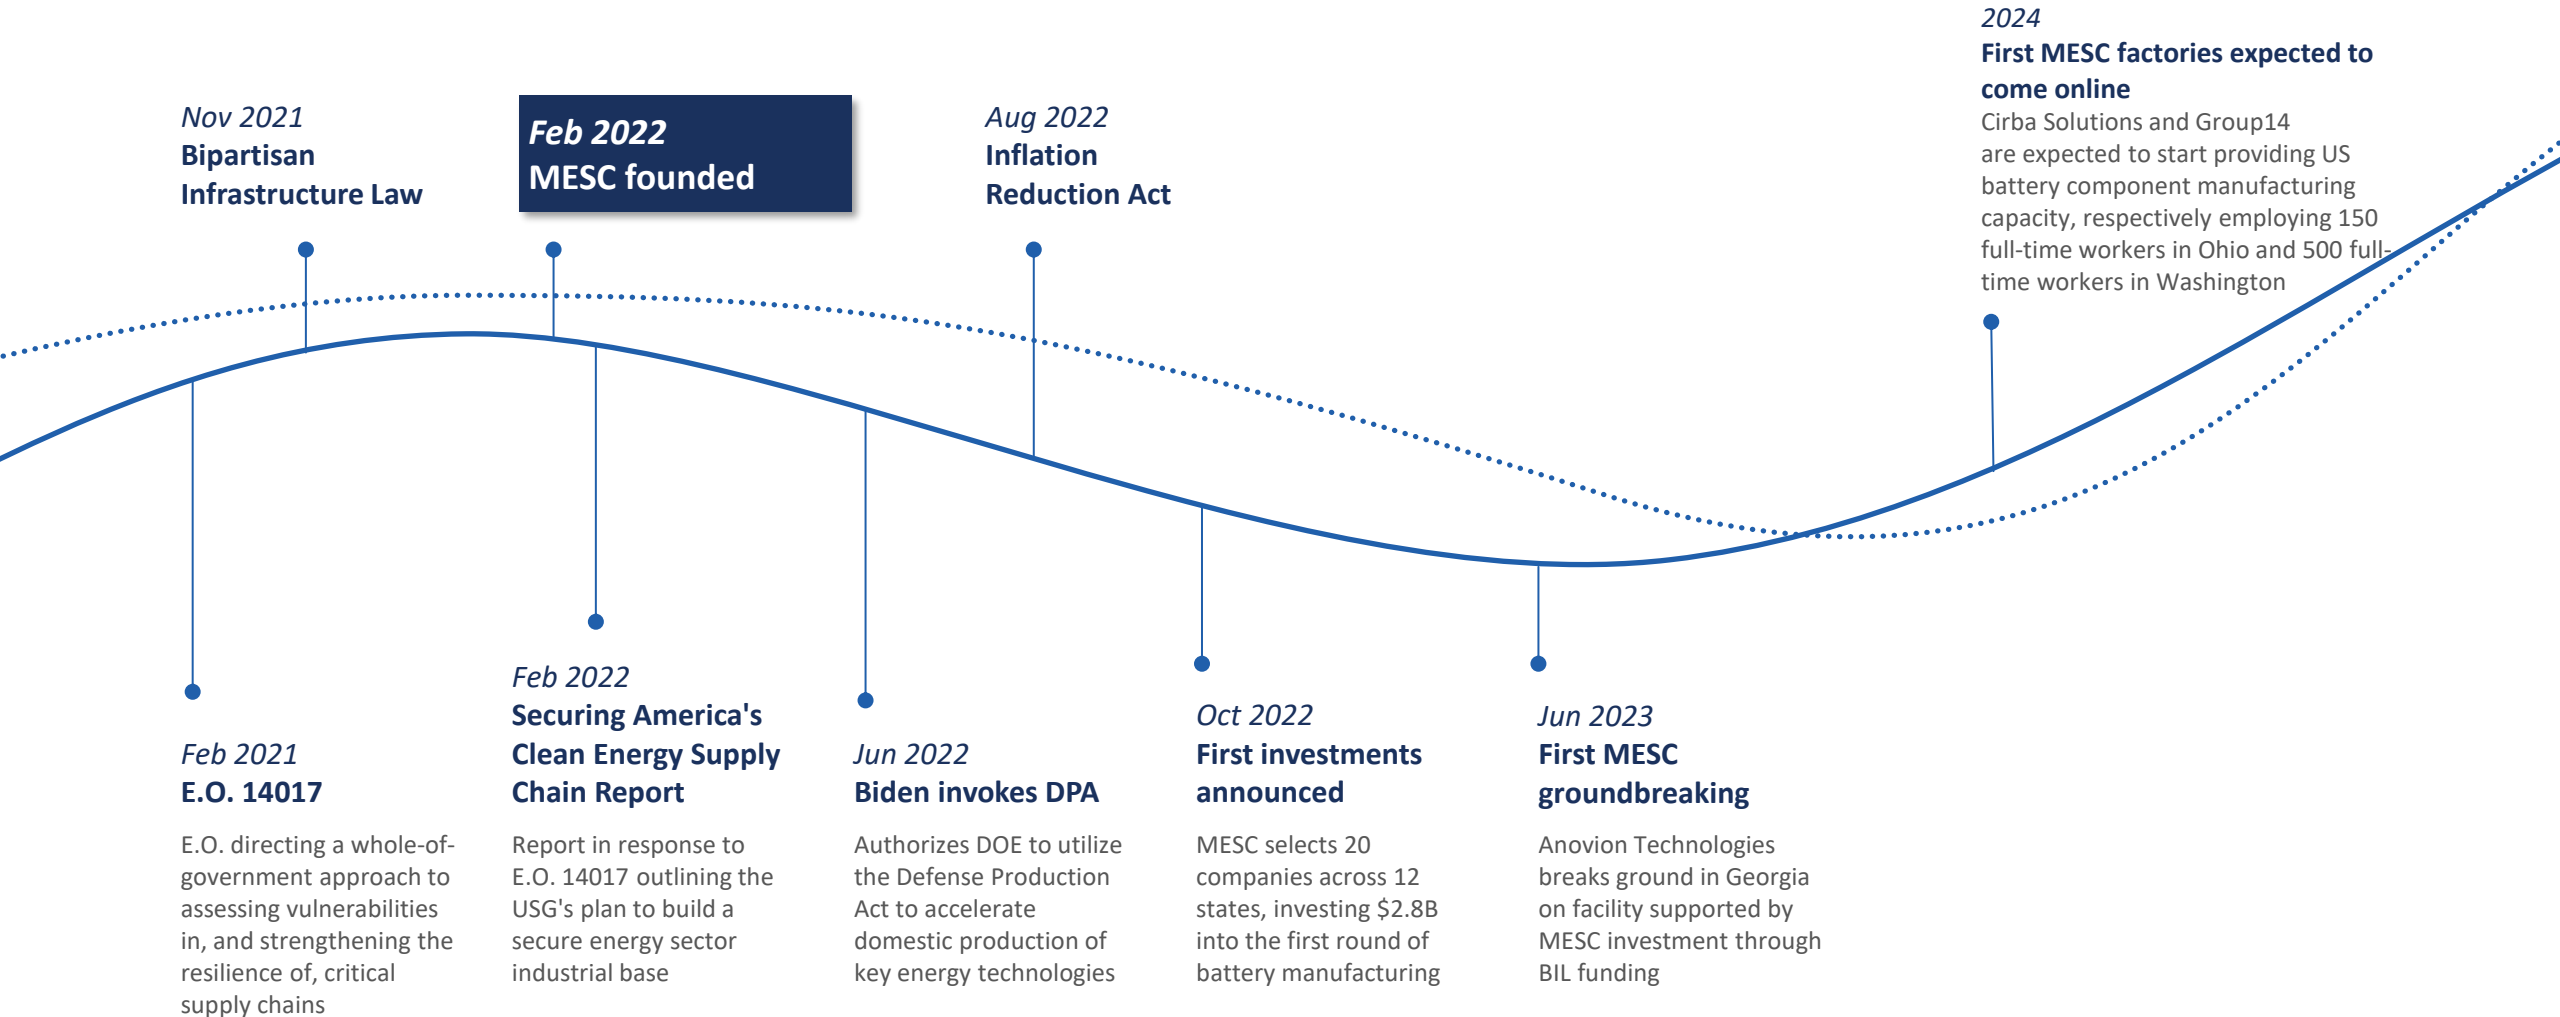 2024
First MESC factories expected to
come online
Cirba Solutions and Group14
are expected to start providing US
battery component manufacturing
capacity, respectively employing 150
full-time workers in Ohio and 500 full-
time workers in Washington
Nov 2021
Bipartisan
Infrastructure Law
Feb 2022
MESC founded
Aug 2022
Inflation
Reduction Act
Feb 2021
E.O. 14017
E.O. directing a whole-of-
government approach to
assessing vulnerabilities
in, and strengthening the
resilience of, critical
supply chains
Feb 2022
Securing America's
Clean Energy Supply
Chain Report
Report in response to
E.O. 14017 outlining the
USG's plan to build a
secure energy sector
industrial base
Jun 2022
Biden invokes DPA
Authorizes DOE to utilize
the Defense Production
Act to accelerate
domestic production of
key energy technologies
Oct 2022
First investments
announced
MESC selects 20
companies across 12
states, investing $2.8B
into the first round of
battery manufacturing
Jun 2023
First MESC
groundbreaking
Anovion Technologies
breaks ground in Georgia
on facility supported by
MESC investment through
BIL funding